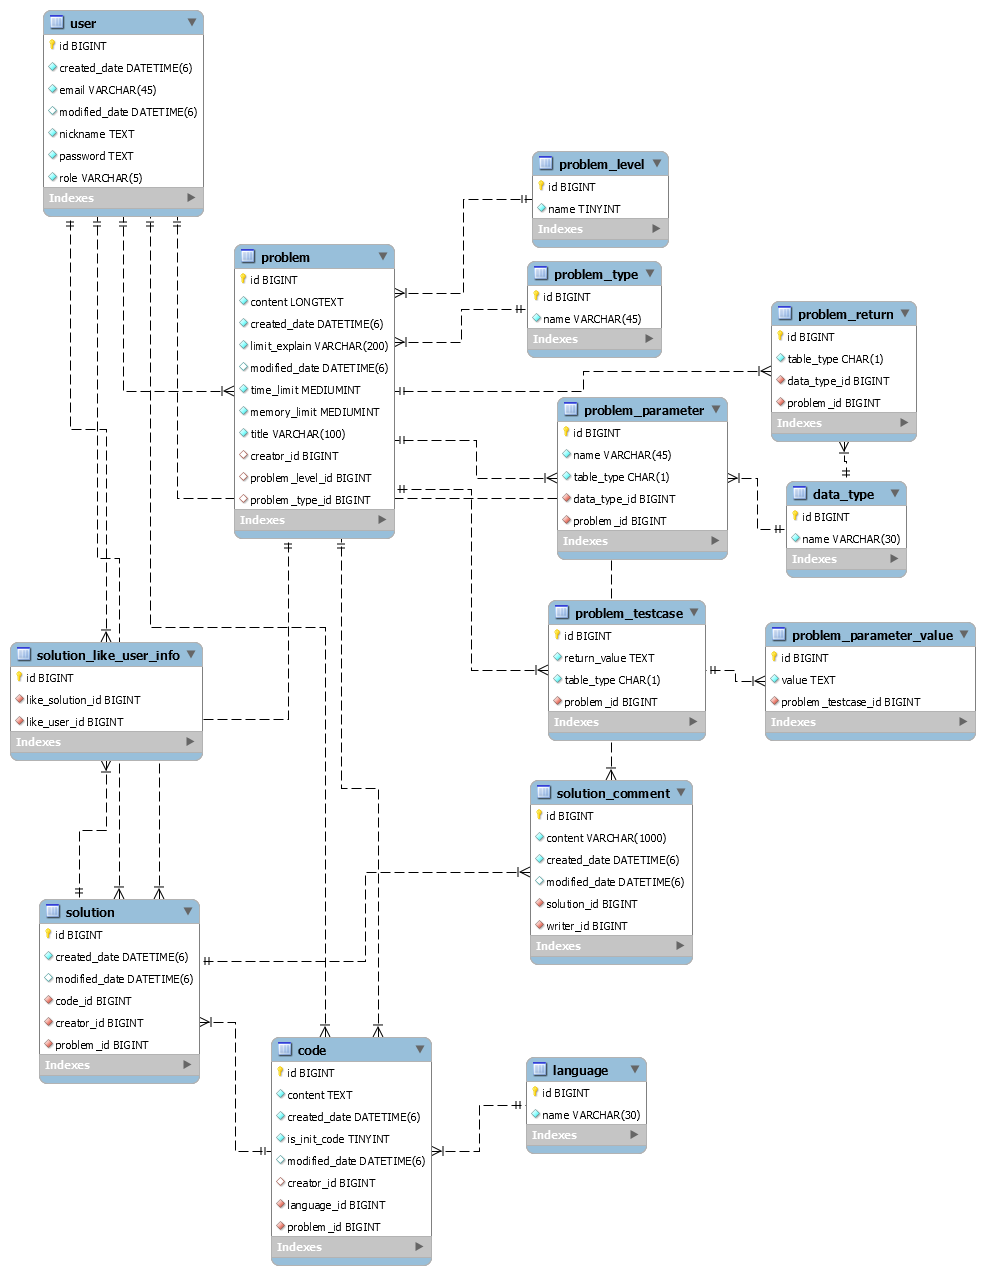 user
id BIGINT
created_date DATETIME(6)
email VARCHAR(45)
modified_date DATETIME(6)
nickname TEXT
password TEXT
role VARCHAR(5)
Indexes
problem_level
id BIGINT
name TINYINT
Indexes
problem
id BIGINT
content LONGTEXT
created_date DATETIME(6)
limit_explain VARCHAR(200)
modified_date DATETIME(6)
time_limit MEDIUMINT
memory_limit MEDIUMINT
title VARCHAR(100)
creator_id BIGINT
problem_level_id BIGINT
problem_type_id BIGINT
Indexes
problem_type
id BIGINT
name VARCHAR(45)
Indexes
problem_return
id BIGINT
table_type CHAR(1)
data_type_id BIGINT
problem_id BIGINT
Indexes
problem_parameter
id BIGINT
name VARCHAR(45)
table_type CHAR(1)
data_type_id BIGINT
problem_id BIGINT
Indexes
data_type
id BIGINT
name VARCHAR(30)
Indexes
problem_testcase
id BIGINT
return_value TEXT
table_type CHAR(1)
problem_id BIGINT
Indexes
problem_parameter_value
id BIGINT
value TEXT
problem_testcase_id BIGINT
Indexes
solution_like_user_info
id BIGINT
like_solution_id BIGINT
like_user_id BIGINT
Indexes
solution_comment
id BIGINT
content VARCHAR(1000)
created_date DATETIME(6)
modified_date DATETIME(6)
solution_id BIGINT
writer_id BIGINT
Indexes
solution
id BIGINT
created_date DATETIME(6)
modified_date DATETIME(6)
code_id BIGINT
creator_id BIGINT
problem_id BIGINT
Indexes
code
id BIGINT
content TEXT
created_date DATETIME(6)
is_init_code TINYINT
modified_date DATETIME(6)
creator_id BIGINT
language_id BIGINT
problem_id BIGINT
Indexes
language
id BIGINT
name VARCHAR(30)
Indexes